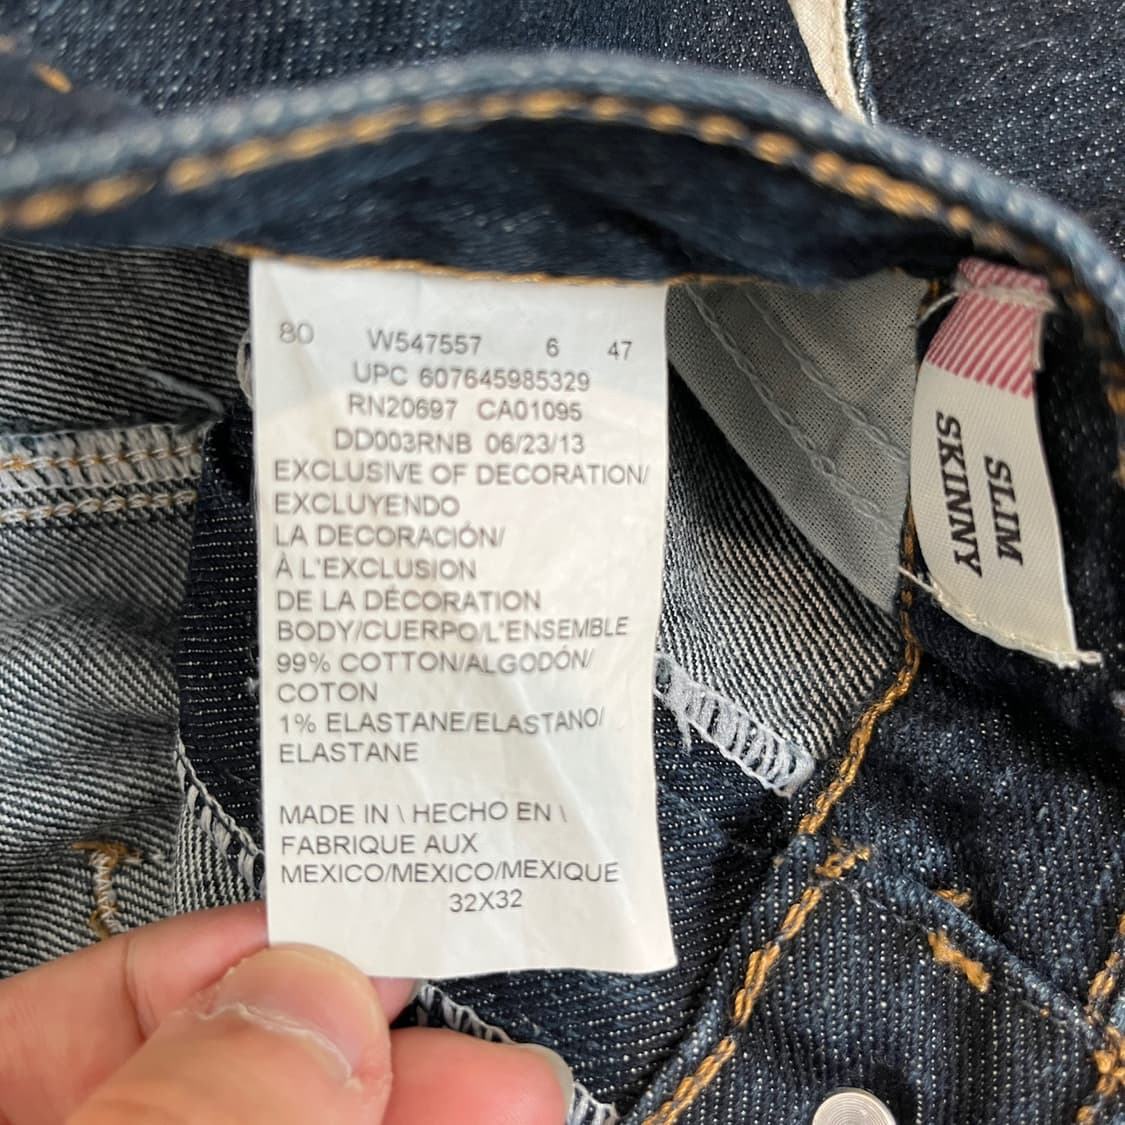 80 W547557 6 47
UPC 607645985329
RN20697 CA01095
DD003RNB 06/23/13
EXCLUSIVE OF DECORATION/
EXCLUYENDO
LA DECORACIÓN/
À L'EXCLUSION
DE LA DÉCORATION
BODY/CUERPO/L'ENSEMBLE
99% COTTON/ALGODÓN/
COTON
1% ELASTANE/ELASTANO/
ELASTANE
MADE IN \ HECHO EN \
FABRIQUE AUX
MEXICO/MEXICO/MEXIQUE
32X32
SLIM
SKINNY